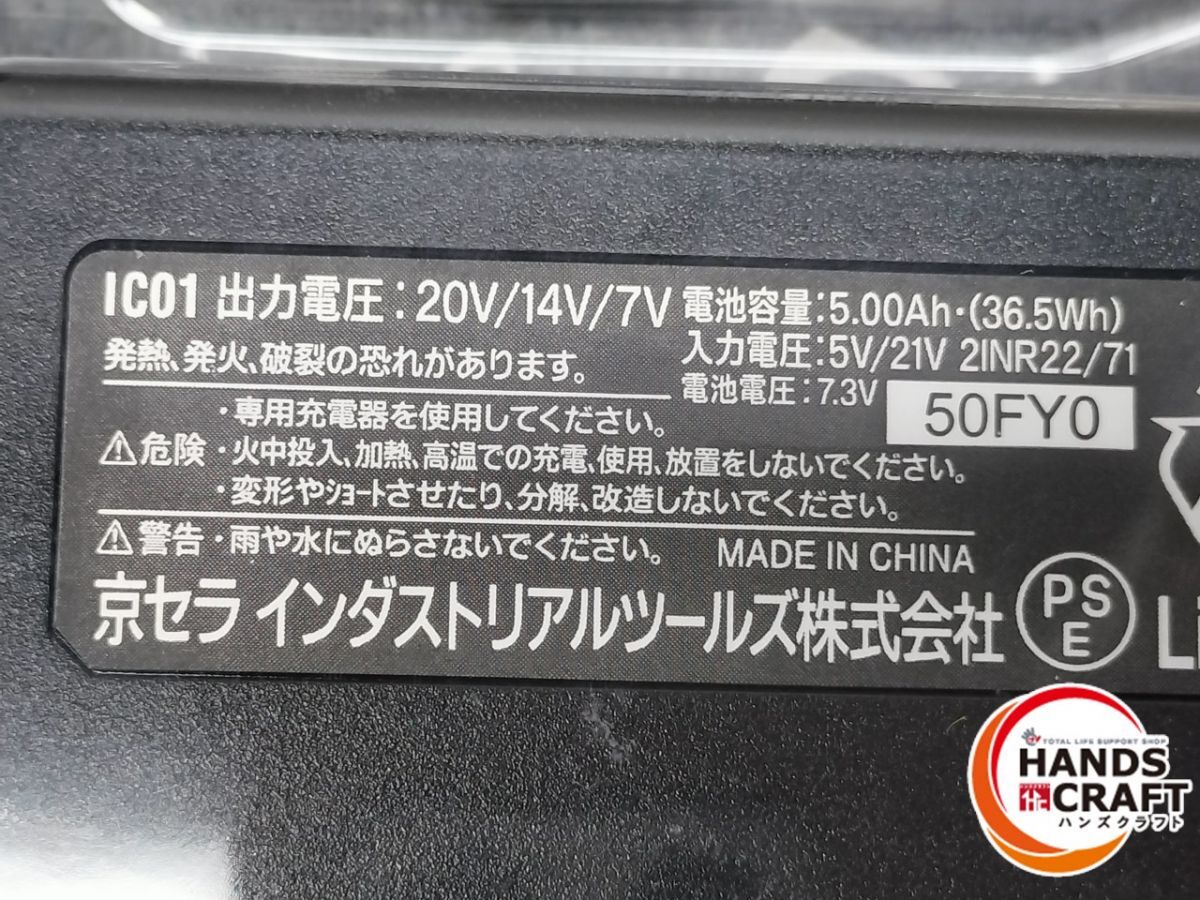 IC01 出力電圧:20V/14V/7V 電池容量:5.00Ah・(36.5Wh)
発熱、発火、破裂の恐れがあります。
入力電圧:5V/21V 2INR22/71
電池電圧:7.3V
50FY0
・専用充電器を使用してください。
⚠危険・火中投入、加熱、高温での充電、使用、放置をしないでください。
・変形やショートさせたり、分解、改造しないでください。
⚠警告・雨や水にぬらさないでください。 MADE IN CHINA
京セラ インダストリアルツールズ株式会社
PS
E
TOTAL LIFE SUPPORT SHOP
HANDS
CRAFT
ハンズクラフト